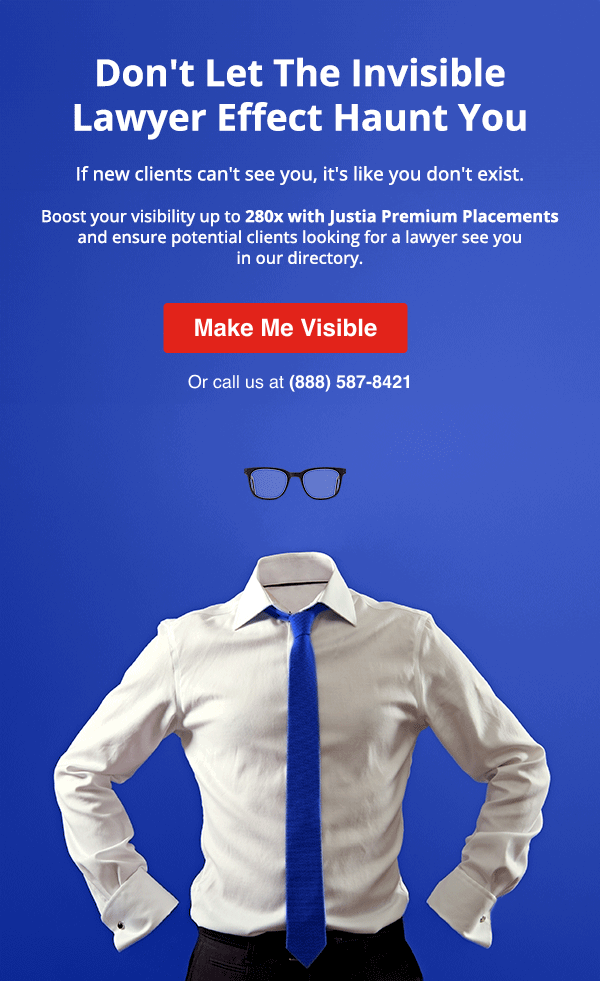 Don't Let The Invisible
Lawyer Effect Haunt You
If new clients can't see you, it's like you don't exist.
Boost your visibility up to 280x with Justia Premium Placements
and ensure potential clients looking for a lawyer see you
in our directory.
Make Me Visible
Or call us at (888) 587-8421